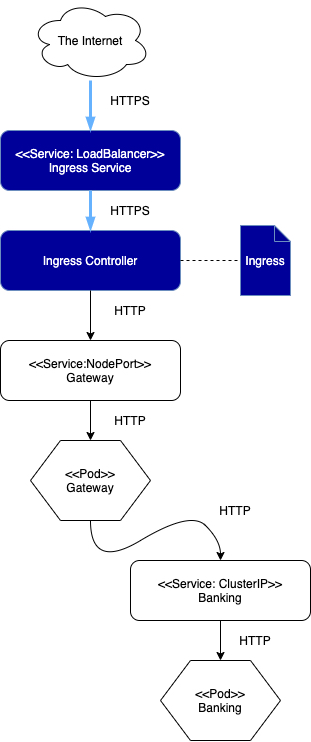 The Internet
HTTPS
<<Service: LoadBalancer>>
Ingress Service
HTTPS
Ingress Controller
Ingress
HTTP
<<Service:NodePort>>
Gateway
HTTP
<<Pod>>
Gateway
HTTP
<<Service: ClusterIP>>
Banking
HTTP
<<Pod>>
Banking